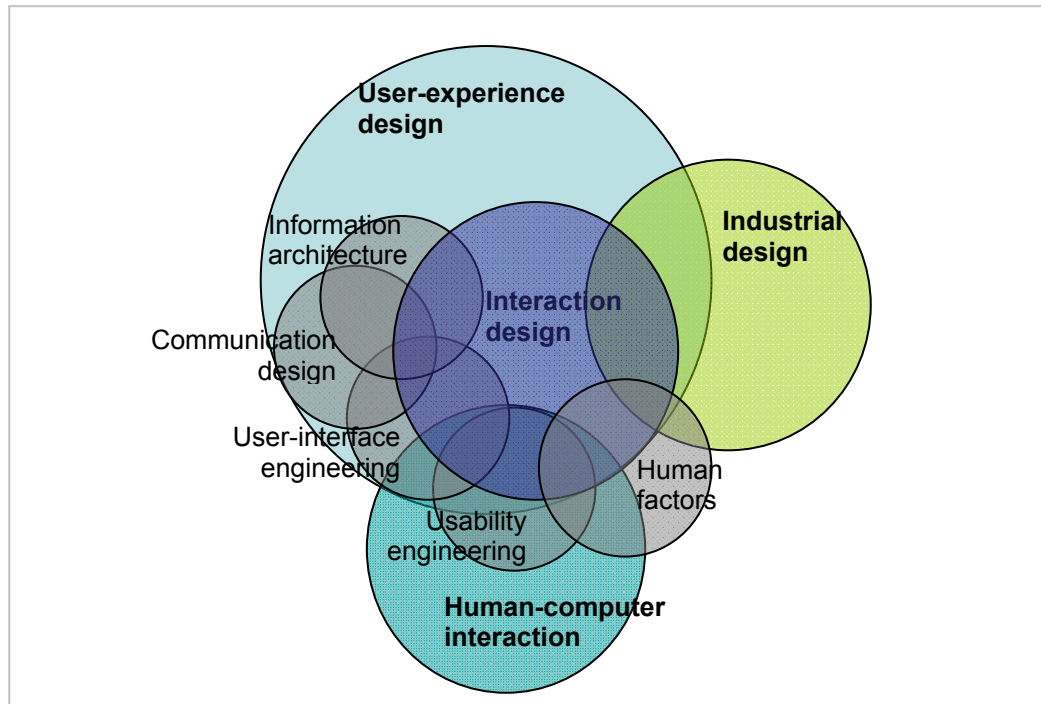 User-experience
design
Industrial
design
Information
architecture
Interaction
design
Communication
design
User-interface
engineering
Human
factors
Usability
engineering
Human-computer
interaction